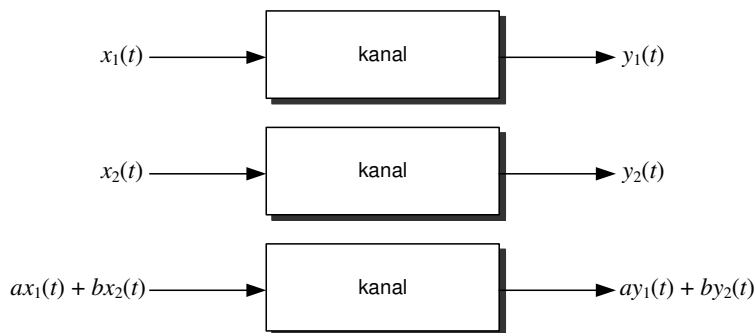 x₁(t) kanal y₁(t)
x₂(t) kanal y₂(t)
ax₁(t) + bx₂(t) kanal ay₁(t) + by₂(t)